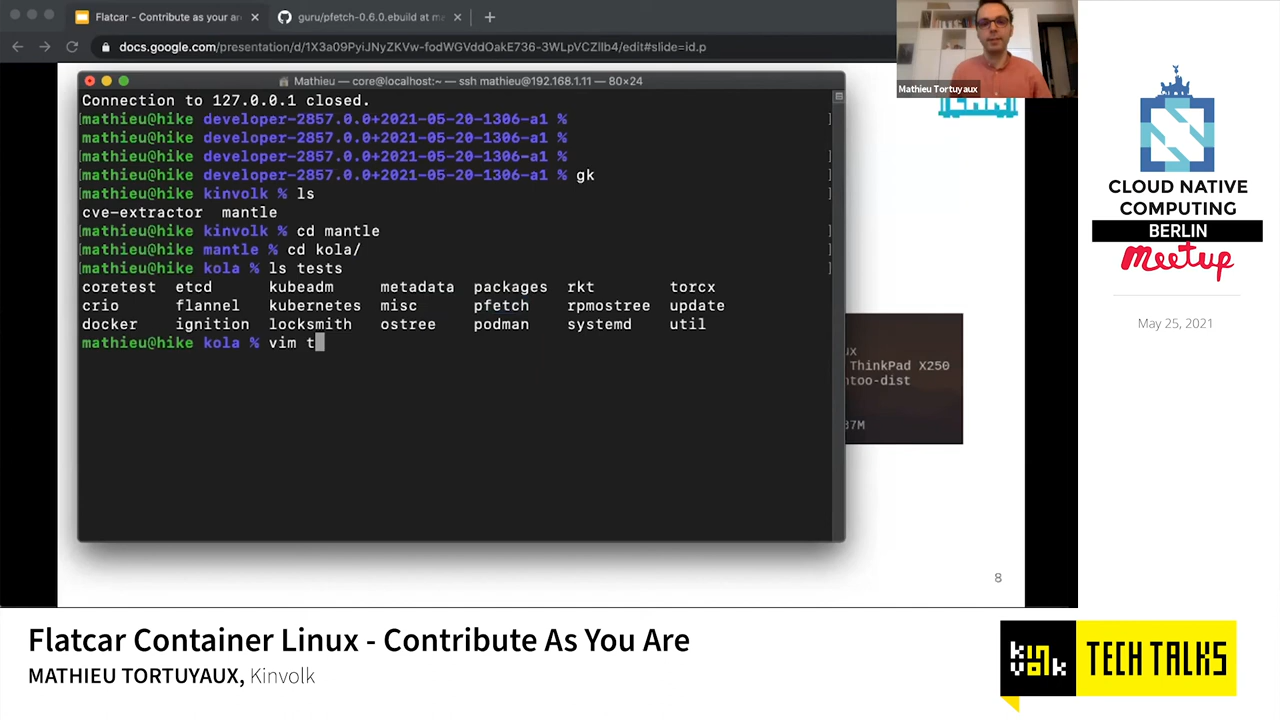 Flatcar - Contribute as your are
guru/pfetch-0.6.0.ebuild at ma
docs.google.com/presentation/d/1X3a09PyiJNyZKVw-fodWGVddOakE736-3WLpVCZllb4/edit#slide=id.p
Mathieu Tortuyaux
Mathieu — core@localhost:~ — ssh mathieu@192.168.1.11 — 80×24
Connection to 127.0.0.1 closed.
[mathieu@hike developer-2857.0.0+2021-05-20-1306-a1 % ]
[mathieu@hike developer-2857.0.0+2021-05-20-1306-a1 %
[mathieu@hike developer-2857.0.0+2021-05-20-1306-a1 % ]
[mathieu@hike developer-2857.0.0+2021-05-20-1306-a1 % gk ]
[mathieu@hike kinvolk % ls ]
cve-extractor mantle
[mathieu@hike kinvolk % cd mantle ]
[mathieu@hike mantle % cd kola/ ]
[mathieu@hike kola % ls tests ]
coretest etcd kubeadm metadata packages rkt torcx
crio flannel kubernetes misc pfetch rpmostree update
docker ignition locksmith ostree podman systemd util
mathieu@hike kola % vim t
ux
ThinkPad X250
ntoo-dist
37M
8
CLOUD NATIVE
COMPUTING
BERLIN
Meetup
May 25, 2021
Flatcar Container Linux - Contribute As You Are
MATHIEU TORTUYAUX, Kinvolk
kinvolk
TECH TALKS